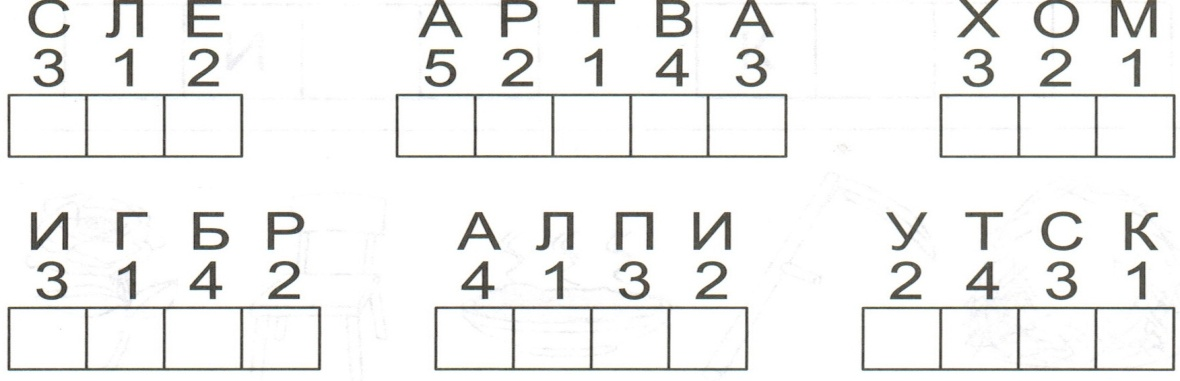 С Л Е А Р Т В А Х О М
3 1 2 5 2 1 4 3 3 2 1
И Г Б Р А Л П И У Т С К
3 1 4 2 4 1 3 2 2 4 3 1